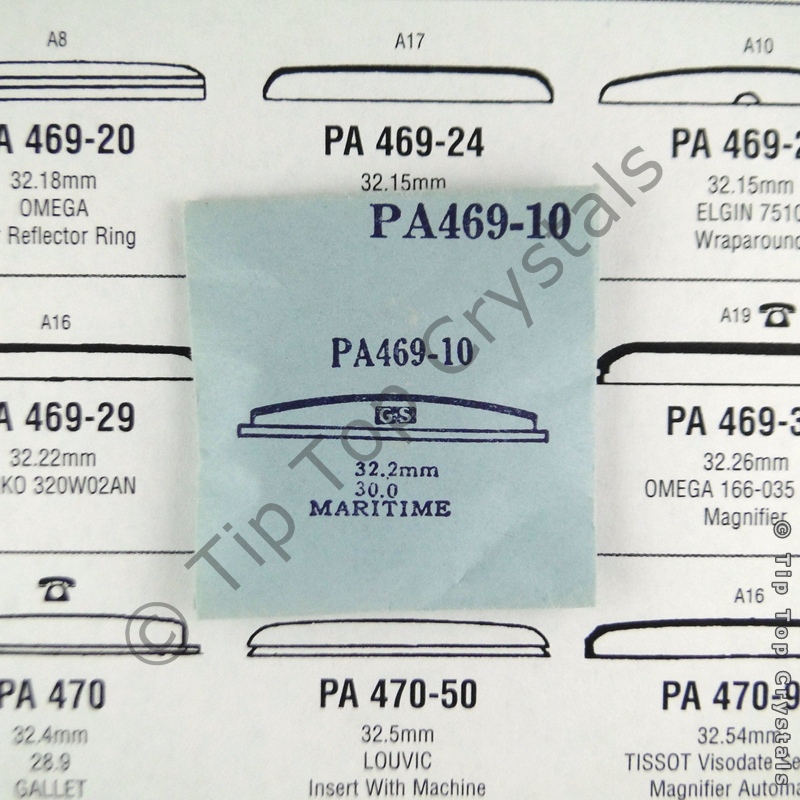 A8
A17
A10
A 469-20
PA 469-24
PA 469-2
32.18mm
32.15mm
32.15mm
OMEGA
ELGIN 7510
Reflector Ring
Wraparound
PA469-10
PA469-10
G-S
32.2mm
30.0
MARITIME
A16
A19
A 469-29
PA 469-3
32.22mm
32.26mm
KO 320W02AN
OMEGA 166-035
Magnifier
A16
PA 470
PA 470-50
PA 470-9
32.4mm
32.5mm
32.54mm
28.9
LOUVIC
TISSOT Visodate Se
GALLET
Insert With Machine
Magnifier Automa
© Tip Top Crystals
© Tip Top Crystals